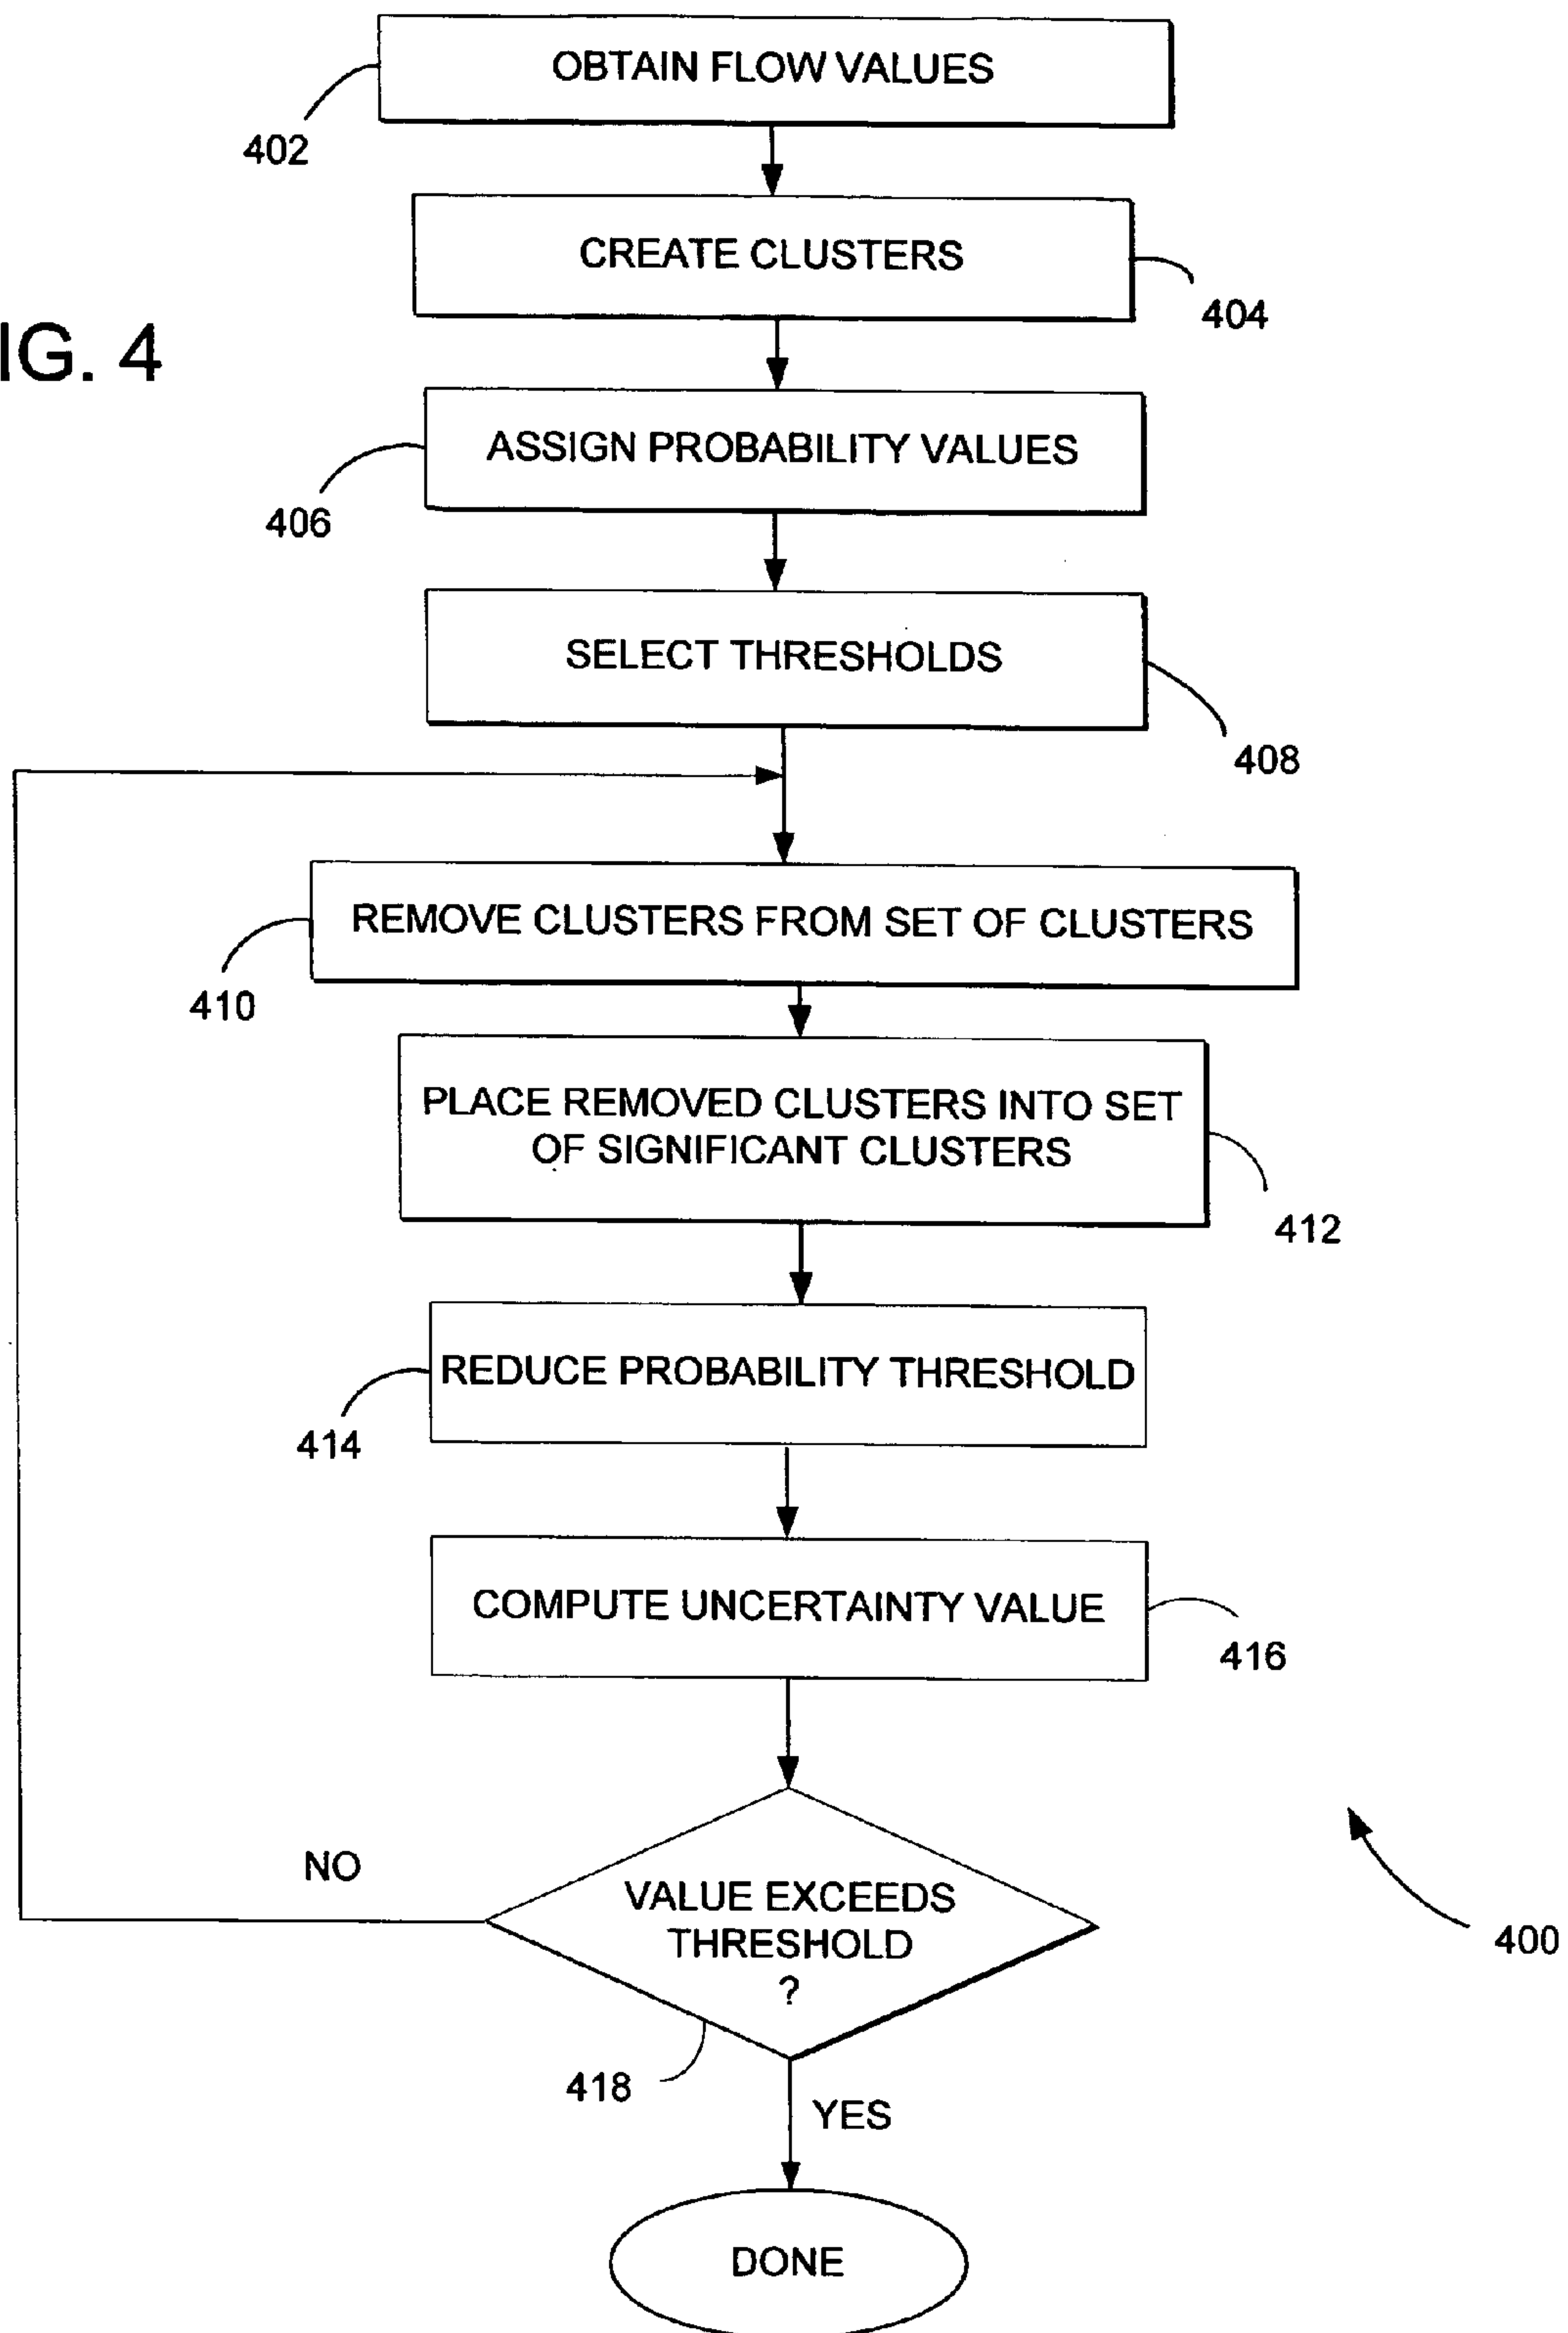 OBTAIN FLOW VALUES
402
CREATE CLUSTERS
404
IG. 4
ASSIGN PROBABILITY VALUES
406
SELECT THRESHOLDS
408
REMOVE CLUSTERS FROM SET OF CLUSTERS
410
PLACE REMOVED CLUSTERS INTO SET
OF SIGNIFICANT CLUSTERS
412
REDUCE PROBABILITY THRESHOLD
414
COMPUTE UNCERTAINTY VALUE
416
NO
VALUE EXCEEDS
THRESHOLD
?
400
418
YES
DONE